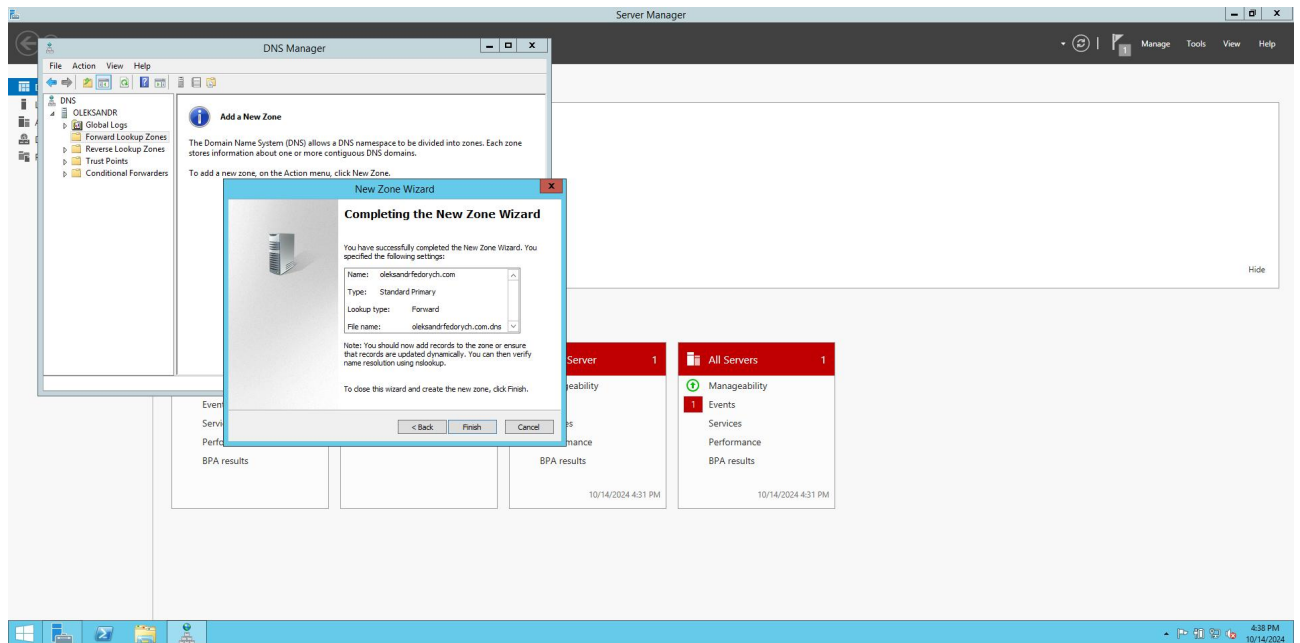 Server Manager
1
Manage
Tools
View
Help
DNS Manager
File Action View Help
DNS
OLEKSANDR
Global Logs
Forward Lookup Zones
Reverse Lookup Zones
Trust Points
Conditional Forwarders
Add a New Zone
The Domain Name System (DNS) allows a DNS namespace to be divided into zones. Each zone
stores information about one or more contiguous DNS domains.
To add a new zone, on the Action menu, click New Zone.
New Zone Wizard
Completing the New Zone Wizard
You have successfully completed the New Zone Wizard. You
specified the following settings:
Name: oleksandrfedorych.com
Type: Standard Primary
Lookup type: Forward
File name: oleksandrfedorych.com.dns
Note: You should now add records to the zone or ensure
that records are updated dynamically. You can then verify
name resolution using nslookup.
To close this wizard and create the new zone, click Finish.
< Back
Finish
Cancel
Hide
BPA results
Server 1
BPA results
10/14/2024 4:31 PM
All Servers 1
Manageability
1 Events
Services
Performance
BPA results
10/14/2024 4:31 PM
4:38 PM
10/14/2024